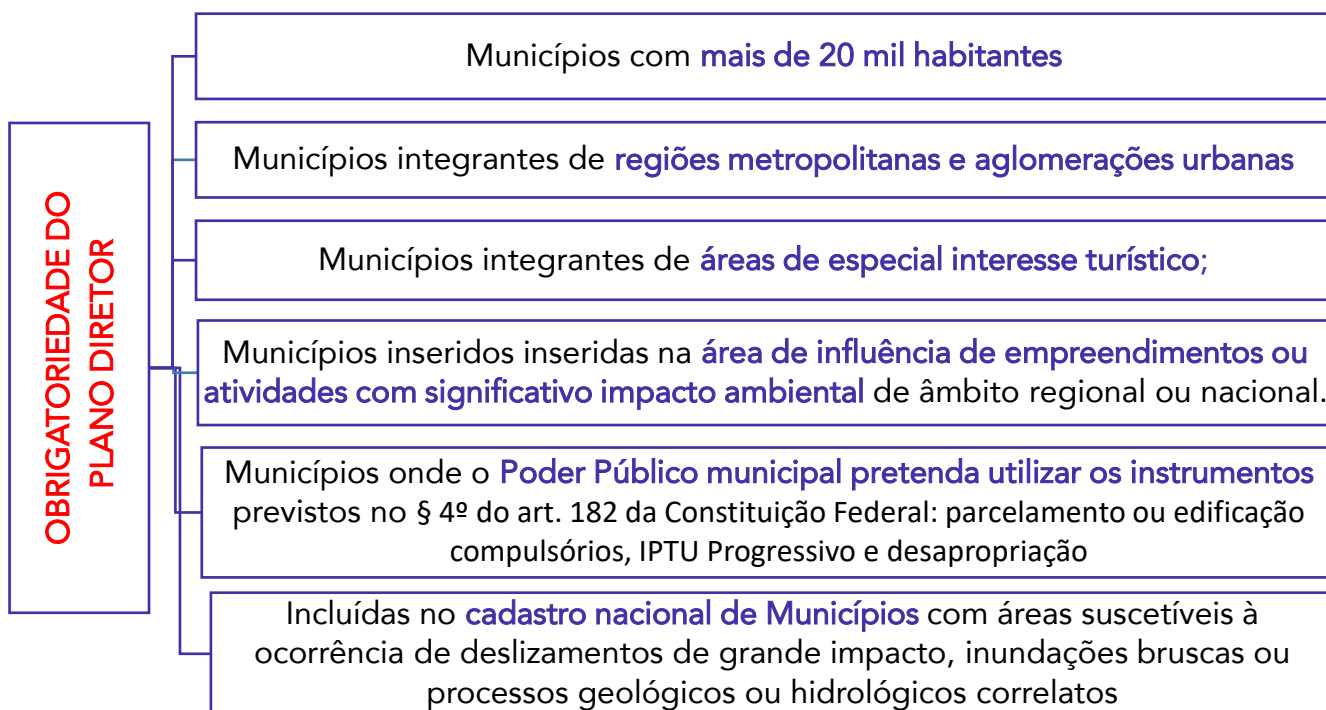 OBRIGATORIEDADE DO
PLANO DIRETOR
Municípios com mais de 20 mil habitantes
Municípios integrantes de regiões metropolitanas e aglomerações urbanas
Municípios integrantes de áreas de especial interesse turístico;
Municípios inseridos inseridas na área de influência de empreendimentos ou
atividades com significativo impacto ambiental de âmbito regional ou nacional.
Municípios onde o Poder Público municipal pretenda utilizar os instrumentos
previstos no § 4º do art. 182 da Constituição Federal: parcelamento ou edificação
compulsórios, IPTU Progressivo e desapropriação
Incluídas no cadastro nacional de Municípios com áreas suscetíveis à
ocorrência de deslizamentos de grande impacto, inundações bruscas ou
processos geológicos ou hidrológicos correlatos